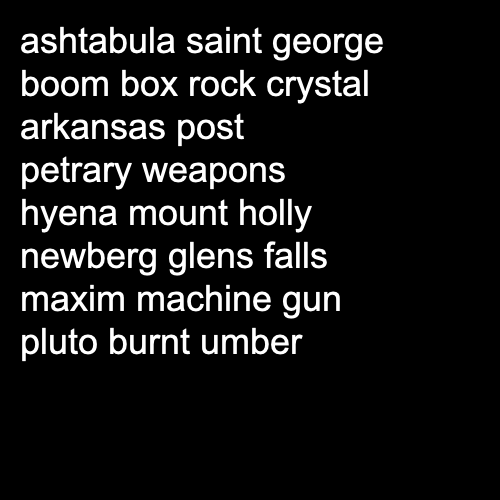 ashtabula saint george
boom box rock crystal
arkansas post
petrary weapons
hyena mount holly
newberg glens falls
maxim machine gun
pluto burnt umber